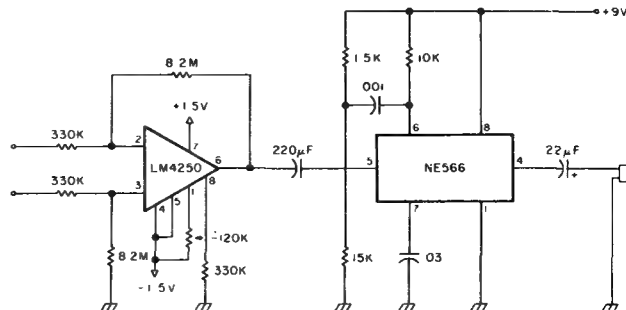 +9V
8.2M
1.5K
10K
+1.5V
.001
330K
2
7
6
220µF
6
8
22µF
LM4250
5
NE566
4
+
330K
3
8
4
5
1
7
1
8.2M
120K
15K
.03
-1.5V
330K